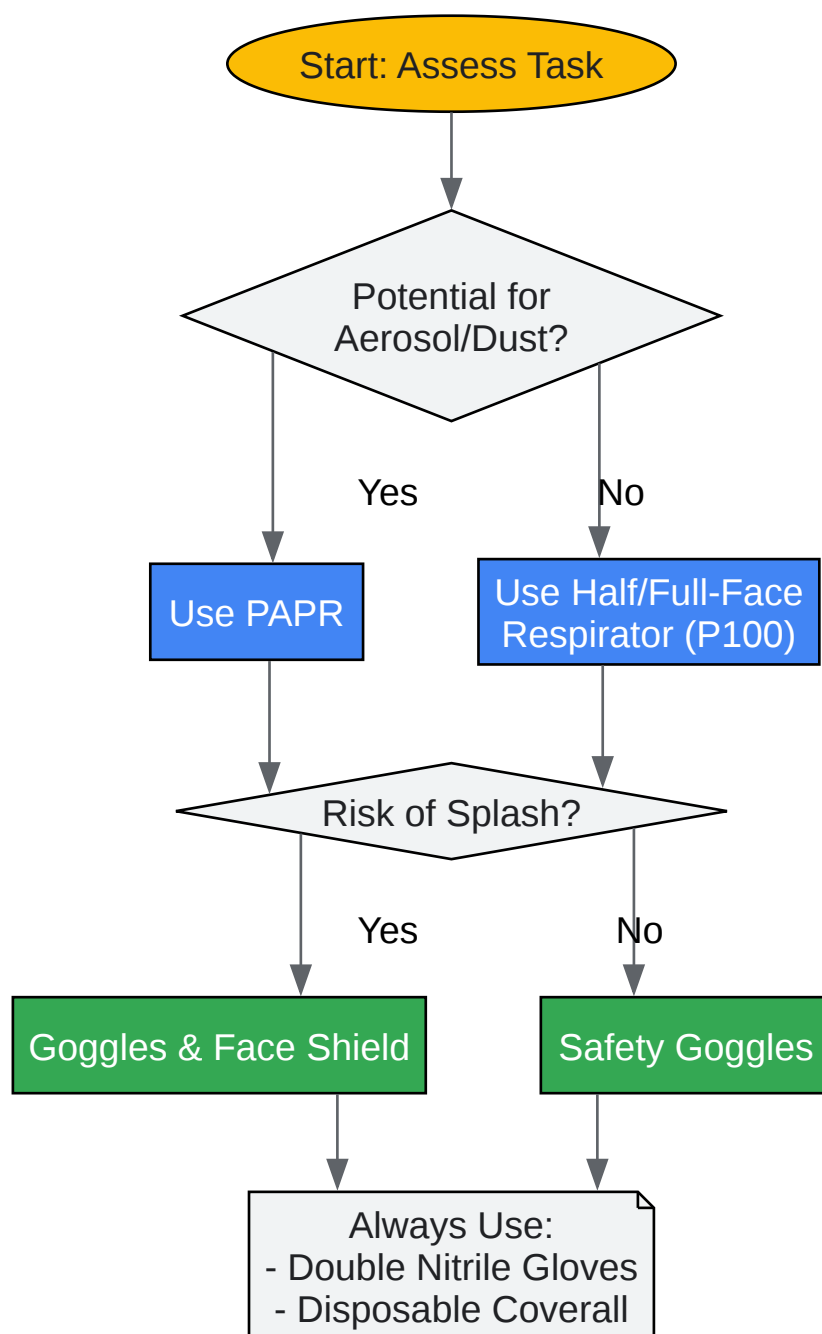 Start: Assess Task
Potential for
Aerosol/Dust?
Yes
No
Use PAPR
Use Half/Full-Face
Respirator (P100)
Risk of Splash?
Yes
No
Goggles & Face Shield
Safety Goggles
Always Use:
- Double Nitrile Gloves
- Disposable Coverall